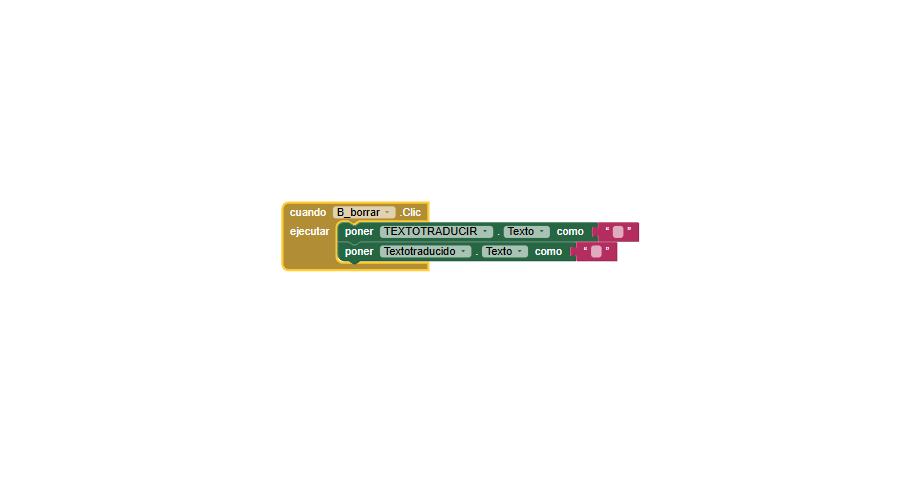 cuando B_borrar .Clic
ejecutar poner TEXTOTRADUCIR . Texto como “ ”
poner Textotraducido . Texto como “ ”